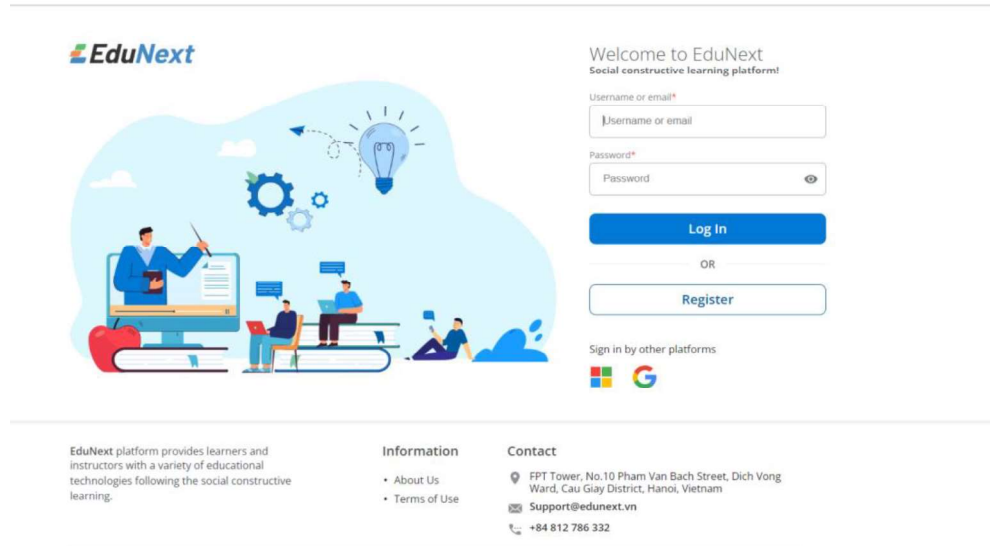 EduNext
Welcome to EduNext
Social constructive learning platform!
Username or email*
Username or email
Password*
Password
Log In
OR
Register
Sign in by other platforms
EduNext platform provides learners and
instructors with a variety of educational
technologies following the social constructive
learning.
Information
• About Us
• Terms of Use
Contact
FPT Tower, No.10 Pham Van Bach Street, Dich Vong
Ward, Cau Giay District, Hanoi, Vietnam
Support@edunext.vn
+84 812 786 332